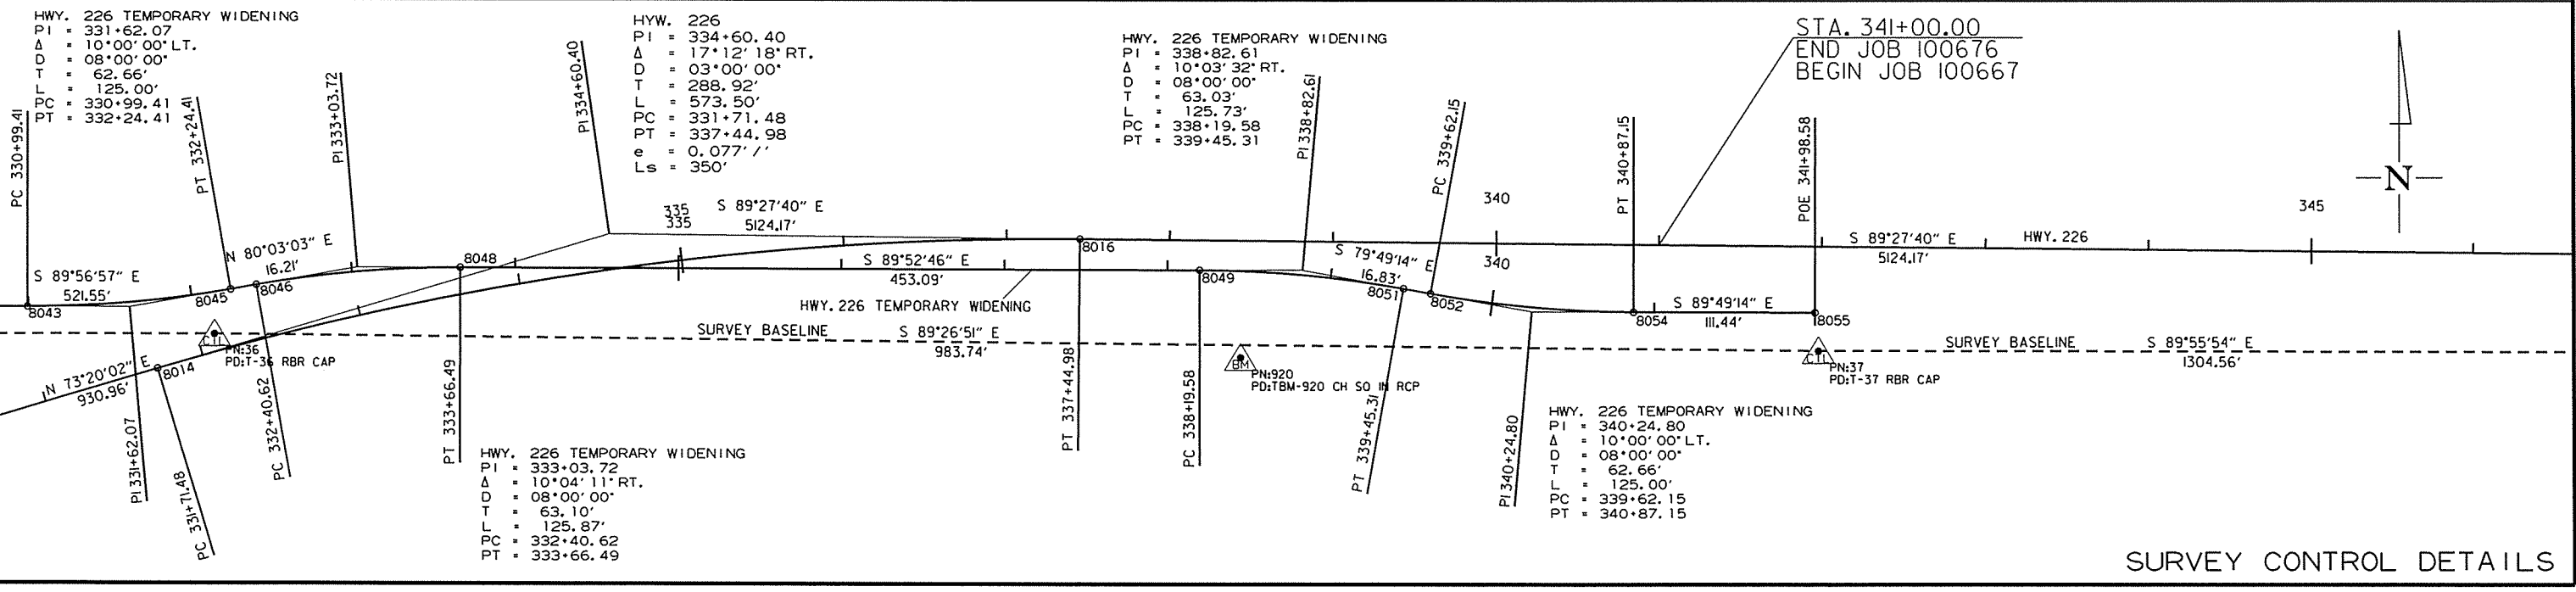 HWY. 226 TEMPORARY WIDENING
PI = 331+62.07
Δ = 10°00'00" LT.
D = 08°00'00"
T = 62.66'
L = 125.00'
PC = 330+99.41
PT = 332+24.41
HYW. 226
PI = 334+60.40
Δ = 17°12'18" RT.
D = 03°00'00"
T = 288.92'
L = 573.50'
PC = 331+71.48
PT = 337+44.98
e = 0.077'/'
Ls = 350'
HWY. 226 TEMPORARY WIDENING
PI = 338+82.61
Δ = 10°03'32" RT.
D = 08°00'00"
T = 63.03'
L = 125.73'
PC = 338+19.58
PT = 339+45.31
STA. 341+00.00
END JOB 100676
BEGIN JOB 100667
PC 330+99.41
PT 332+24.41
PI 333+03.72
PI 334+60.40
PI 338+82.61
PC 339+62.15
PT 340+87.15
POE 341+98.58
N
335
335
S 89°27'40" E
5124.17'
340
340
345
S 89°27'40" E
5124.17'
HWY. 226
S 89°56'57" E
521.55'
8043
N 80°03'03" E
16.21'
8045
8046
8048
8016
S 89°52'46" E
453.09'
HWY. 226 TEMPORARY WIDENING
8049
S 79°49'14" E
16.83'
8051
8052
8054
S 89°49'14" E
111.44'
8055
SURVEY BASELINE
S 89°26'51" E
983.74'
SURVEY BASELINE
S 89°55'54" E
1304.56'
CTL
PN:36
PD:T-36 RBR CAP
N 73°20'02" E
930.96'
8014
BM
PN:920
PD:TBM-920 CH SQ IN RCP
CTL
PN:37
PD:T-37 RBR CAP
PI 331+62.07
PC 331+71.48
PC 332+40.62
PT 333+66.49
PT 337+44.98
PC 338+19.58
PT 339+45.31
PI 340+24.80
HWY. 226 TEMPORARY WIDENING
PI = 333+03.72
Δ = 10°04'11" RT.
D = 08°00'00"
T = 63.10'
L = 125.87'
PC = 332+40.62
PT = 333+66.49
HWY. 226 TEMPORARY WIDENING
PI = 340+24.80
Δ = 10°00'00" LT.
D = 08°00'00"
T = 62.66'
L = 125.00'
PC = 339+62.15
PT = 340+87.15
SURVEY CONTROL DETAILS